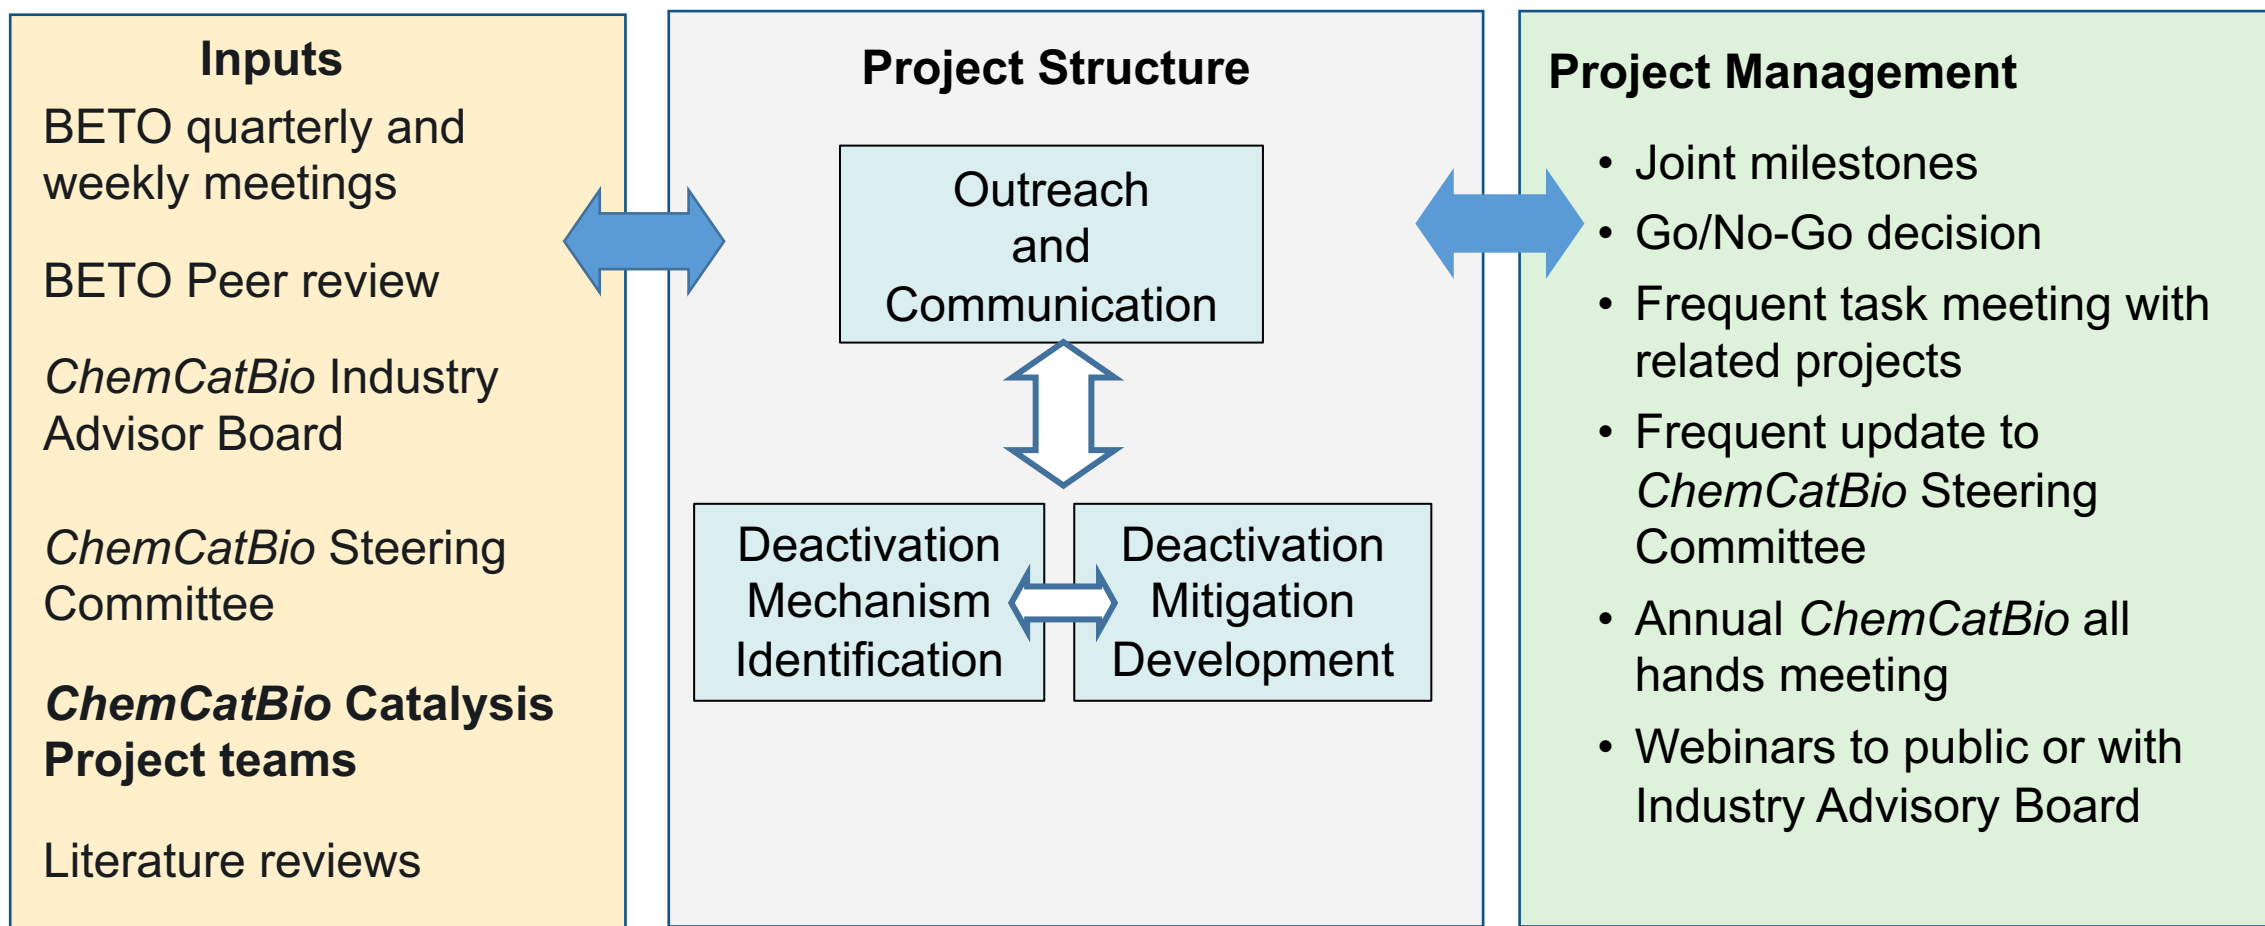 Inputs
BETO quarterly and
weekly meetings
BETO Peer review
ChemCatBio Industry
Advisor Board
ChemCatBio Steering
Committee
ChemCatBio Catalysis
Project teams
Literature reviews
Project Structure
Outreach
and
Communication
Deactivation
Mechanism
Identification
Deactivation
Mitigation
Development
Project Management
• Joint milestones
• Go/No-Go decision
• Frequent task meeting with
related projects
• Frequent update to
ChemCatBio Steering
Committee
• Annual ChemCatBio all
hands meeting
• Webinars to public or with
Industry Advisory Board